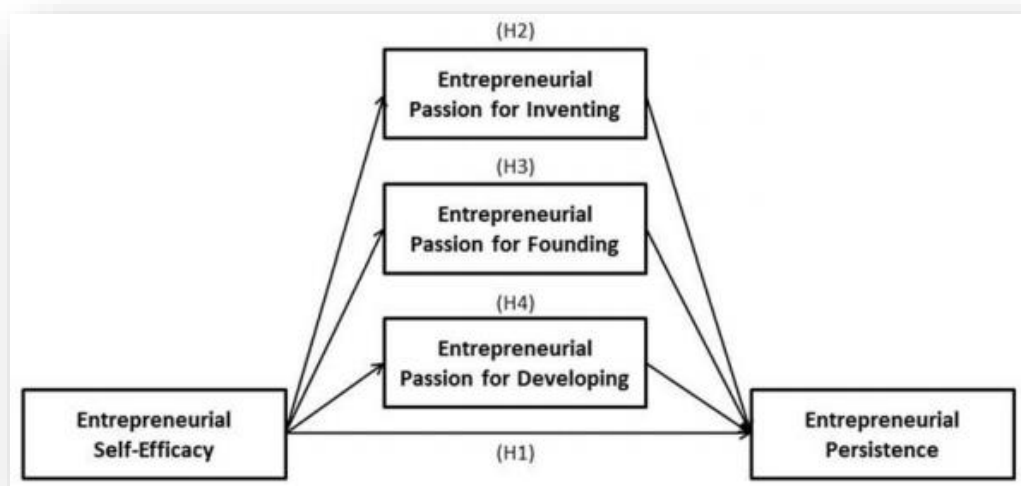 (H2)
Entrepreneurial
Passion for Inventing
(H3)
Entrepreneurial
Passion for Founding
(H4)
Entrepreneurial
Passion for Developing
Entrepreneurial
Self-Efficacy
(H1)
Entrepreneurial
Persistence